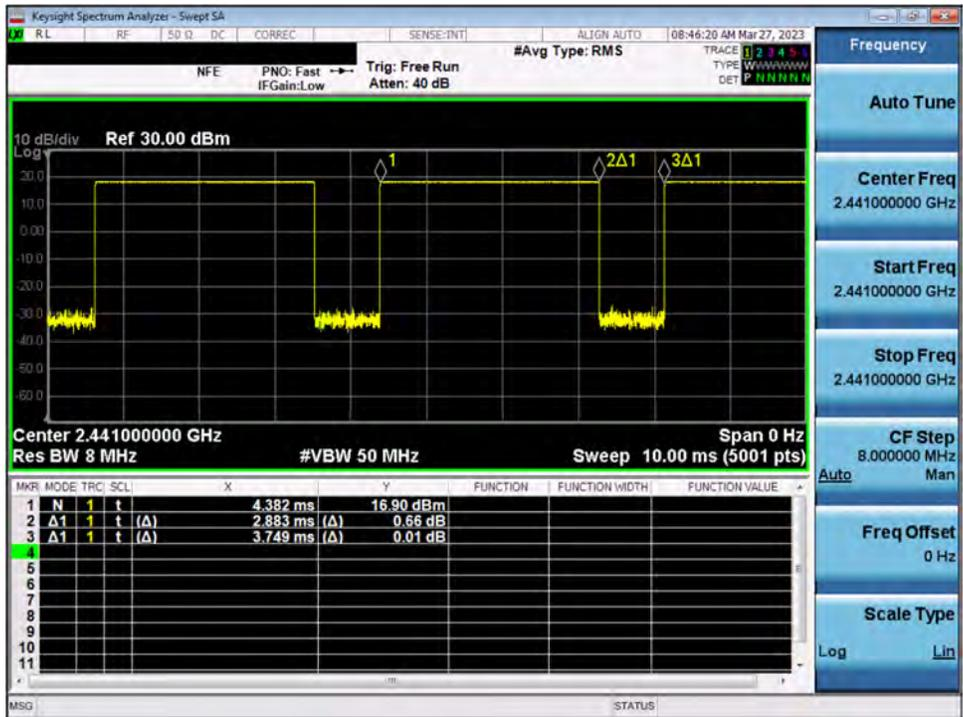 Keysight Spectrum Analyzer - Swept SA
RL RF 50 Ω DC CORREC SENSE:INT ALIGN AUTO 08:46:20 AM Mar 27, 2023
#Avg Type: RMS TRACE 1 2 3 4 5 6
NFE PNO: Fast Trig: Free Run TYPE WWWWWW
IFGain:Low Atten: 40 dB DET P NNNNN
10 dB/div Ref 30.00 dBm
Log
20.0
10.0
0.00
-10.0
-20.0
-30.0
-40.0
-50.0
-60.0
1 2Δ1 3Δ1
Center 2.441000000 GHz Span 0 Hz
Res BW 8 MHz #VBW 50 MHz Sweep 10.00 ms (5001 pts)
MKR MODE TRC SCL X Y FUNCTION FUNCTION WIDTH FUNCTION VALUE
1 N 1 t 4.382 ms 16.90 dBm
2 Δ1 1 t (Δ) 2.883 ms (Δ) 0.66 dB
3 Δ1 1 t (Δ) 3.749 ms (Δ) 0.01 dB
4
5
6
7
8
9
10
11
MSG STATUS
Frequency
Auto Tune
Center Freq
2.441000000 GHz
Start Freq
2.441000000 GHz
Stop Freq
2.441000000 GHz
CF Step
8.000000 MHz
Auto Man
Freq Offset
0 Hz
Scale Type
Log Lin